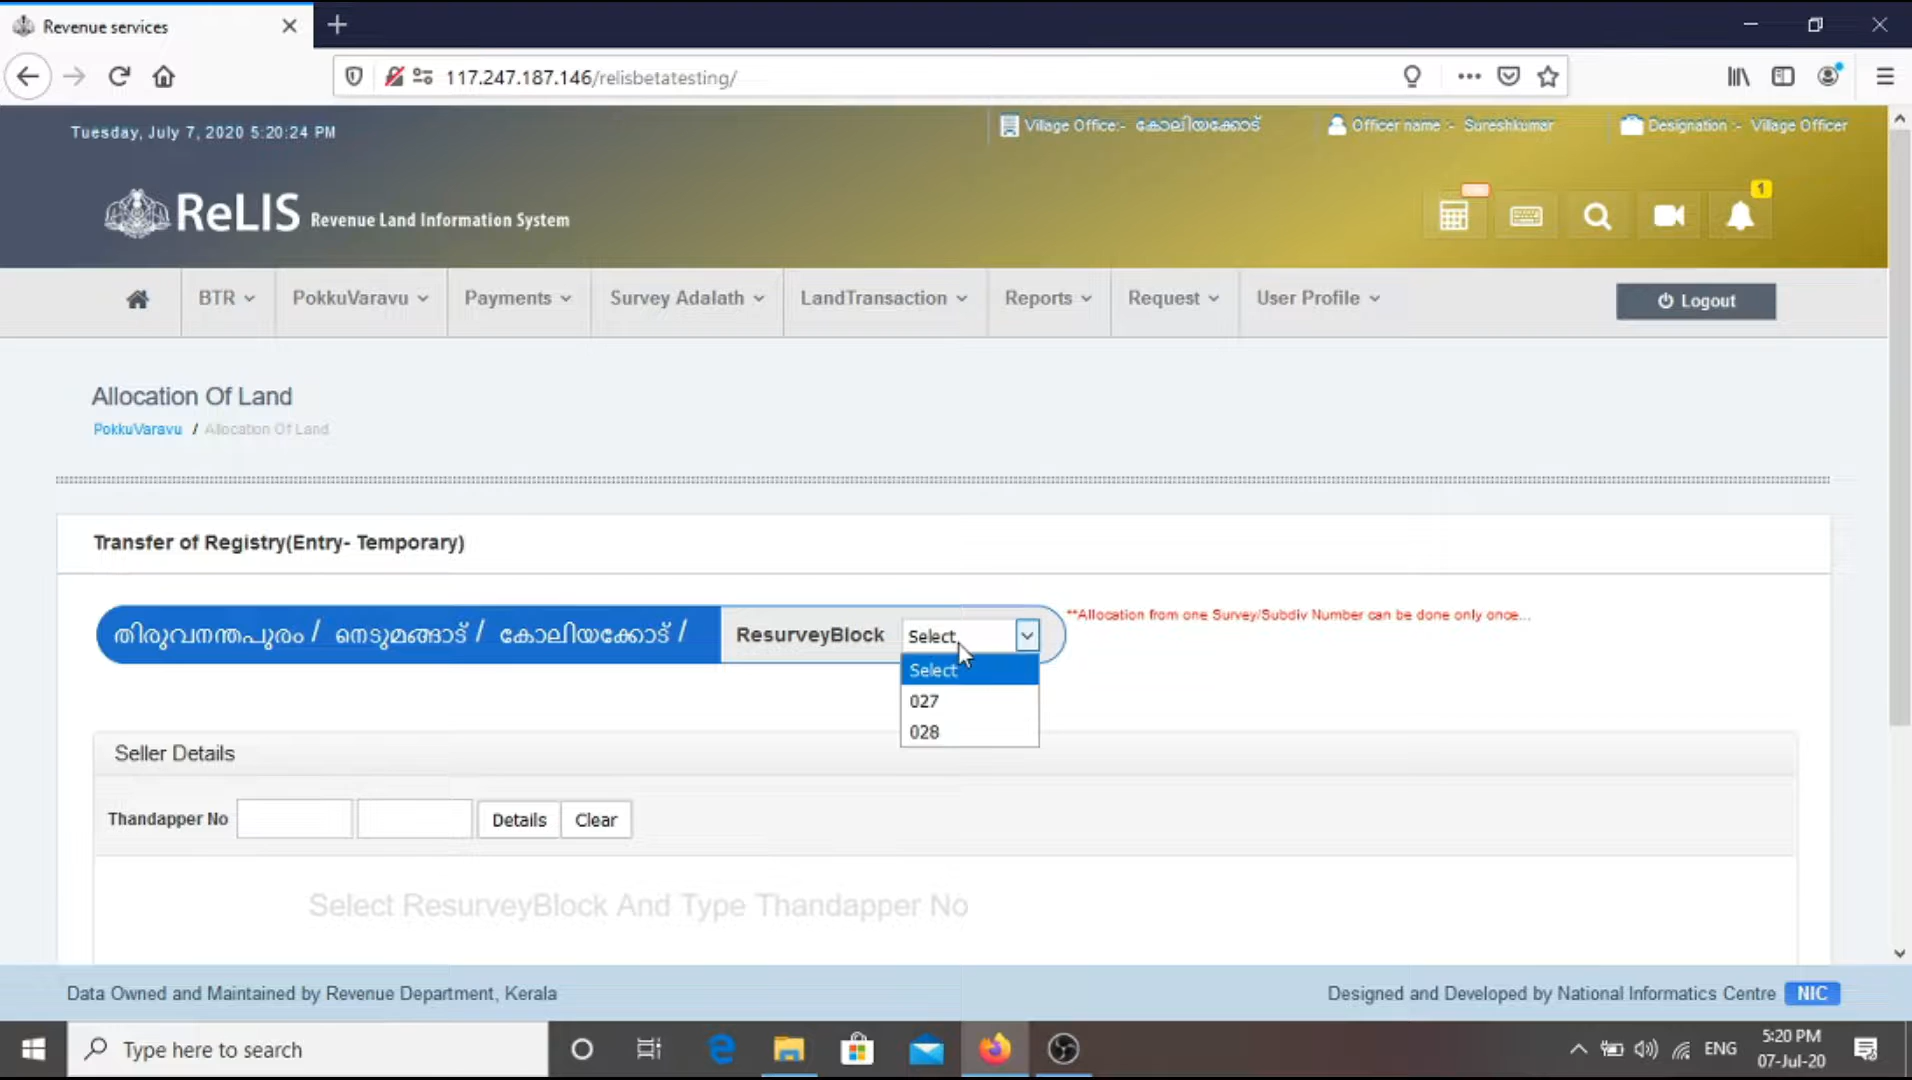 Revenue services
117.247.187.146/relisbetatesting/
Tuesday, July 7, 2020 5:20:24 PM
Village Office:- കോലിയക്കോട്
Officer name :- Sureshkumar
Designation :- Village Officer
ReLIS Revenue Land Information System
1
BTR PokkuVaravu Payments Survey Adalath LandTransaction Reports Request User Profile Logout
Allocation Of Land
PokkuVaravu / Allocation Of Land
Transfer of Registry(Entry- Temporary)
തിരുവനന്തപുരം / നെടുമങ്ങാട് / കോലിയക്കോട് / ResurveyBlock Select
**Allocation from one Survey/Subdiv Number can be done only once...
Select
027
028
Seller Details
Thandapper No Details Clear
Select ResurveyBlock And Type Thandapper No
Data Owned and Maintained by Revenue Department, Kerala
Designed and Developed by National Informatics Centre NIC
Type here to search
ENG
5:20 PM
07-Jul-20